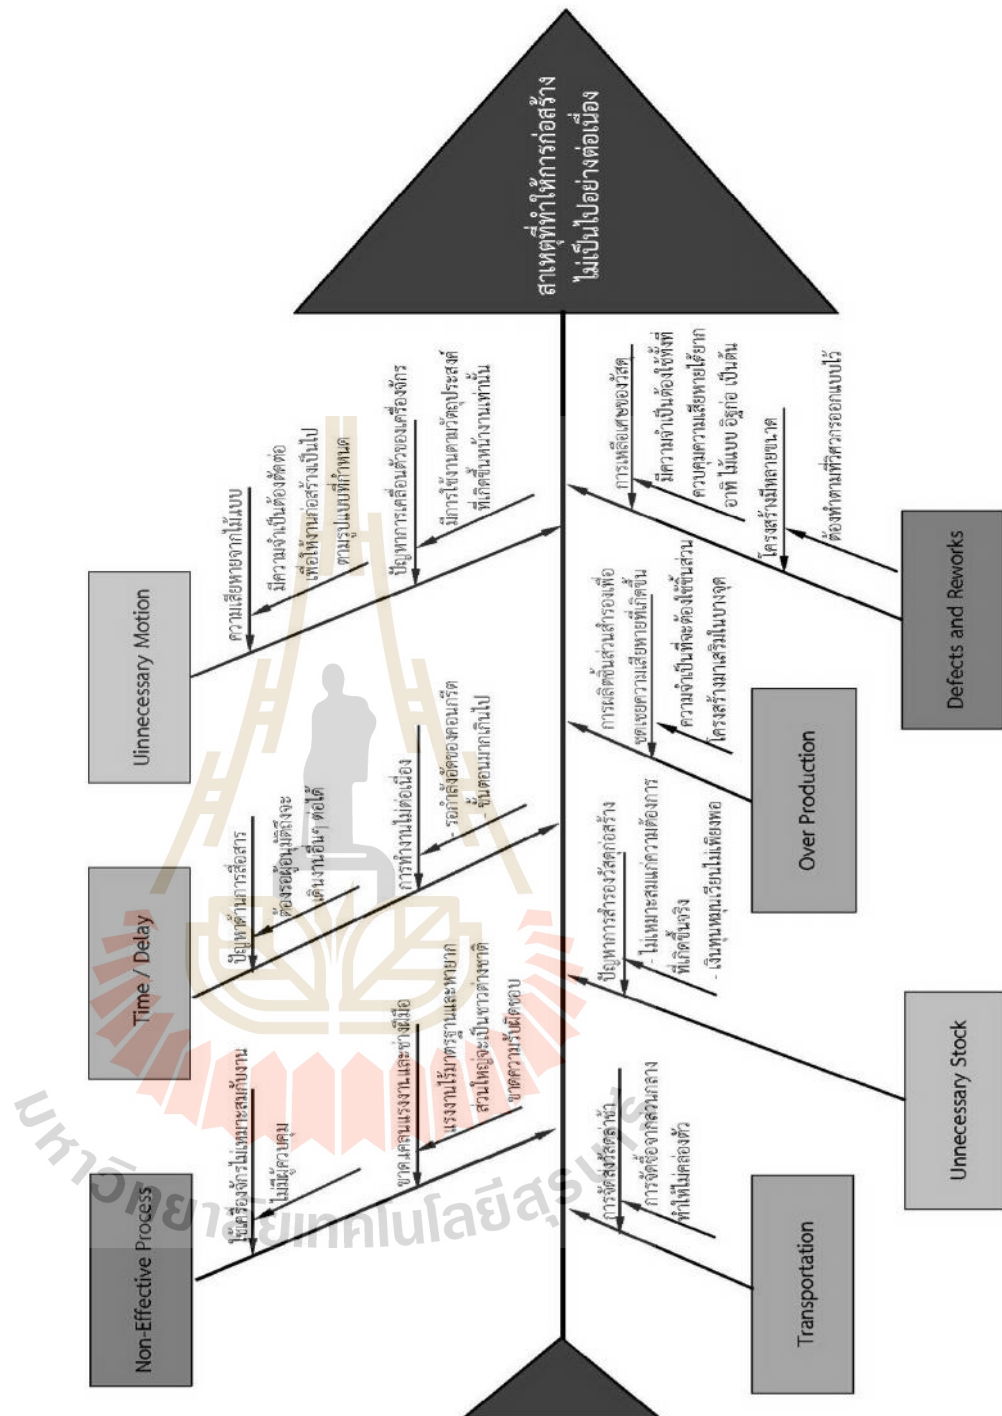 สาเหตุที่ทำให้การก่อสร้าง
ไม่เป็นไปอย่างต่อเนื่อง
Non-Effective Process
ใช้เครื่องจักรไม่เหมาะสมกับงาน
ไม่มีผู้ควบคุม
ขาดแคลนแรงงานและช่างฝีมือ
แรงงานไร้มาตรฐานและหายาก
ส่วนใหญ่จะเป็นชาวต่างชาติ
ขาดความรับผิดชอบ
Time / Delay
ปัญหาด้านการสื่อสาร
ต้องรอผู้อนุมัติถึงจะ
เดินงานอื่นๆ ต่อได้
การทำงานไม่ต่อเนื่อง
- รอกำลังอัดของคอนกรีต
- ขั้นตอนมากเกินไป
Uinnecessary Motion
ความเสียหายจากไม้แบบ
มีความจำเป็นต้องตัดต่อ
เพื่อให้งานก่อสร้างเป็นไป
ตามรูปแบบที่กำหนด
ปัญหาการเคลื่อนตัวของเครื่องจักร
มีการใช้งานตามวัตถุประสงค์
ที่เกิดขึ้นหน้างานเท่านั้น
Transportation
การจัดส่งวัสดุล่าช้า
การจัดซื้อจากส่วนกลาง
ทำให้ไม่คล่องตัว
Unnecessary Stock
ปัญหาการสำรองวัสดุก่อสร้าง
- ไม่เหมาะสมแก่ความต้องการ
ที่เกิดขึ้นจริง
- เงินทุนหมุนเวียนไม่เพียงพอ
Over Production
การผลิตชิ้นส่วนสำรองเพื่อ
ชดเชยความเสียหายที่เกิดขึ้น
ความจำเป็นที่จะต้องใช้ชิ้นส่วน
โครงสร้างมาเสริมในบางจุด
Defects and Reworks
การเหลือเศษของวัสดุ
มีความจำเป็นต้องใช้ทั้งที่
ควบคุมความเสียหายได้ยาก
อาทิ ไม้แบบ อิฐก่อ เป็นต้น
โครงสร้างมีหลายขนาด
ต้องทำตามที่วิศวกรออกแบบไว้
มหาวิทยาลัยเทคโนโลยีสุรนารี